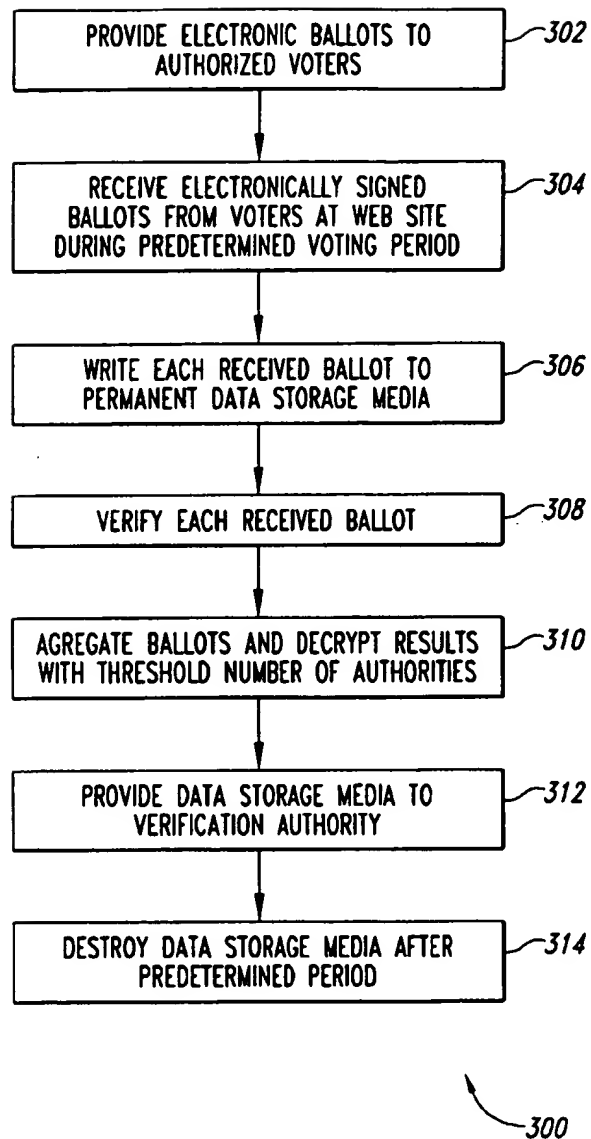 PROVIDE ELECTRONIC BALLOTS TO
AUTHORIZED VOTERS
302
RECEIVE ELECTRONICALLY SIGNED
BALLOTS FROM VOTERS AT WEB SITE
DURING PREDETERMINED VOTING PERIOD
304
WRITE EACH RECEIVED BALLOT TO
PERMANENT DATA STORAGE MEDIA
306
VERIFY EACH RECEIVED BALLOT
308
AGREGATE BALLOTS AND DECRYPT RESULTS
WITH THRESHOLD NUMBER OF AUTHORITIES
310
PROVIDE DATA STORAGE MEDIA TO
VERIFICATION AUTHORITY
312
DESTROY DATA STORAGE MEDIA AFTER
PREDETERMINED PERIOD
314
300